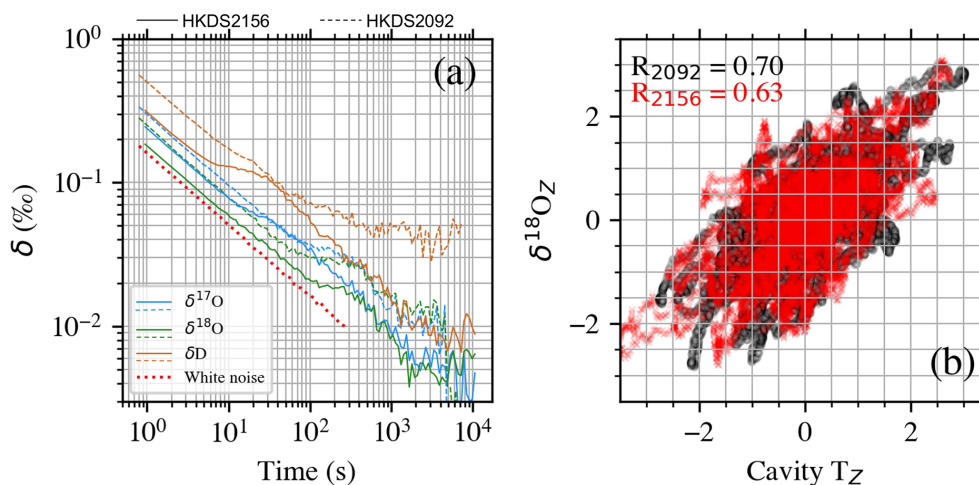 HKDS2156 HKDS2092
(a)
10⁰
10⁻¹
10⁻²
δ (‰)
δ¹⁷O
δ¹⁸O
δD
White noise
10⁰ 10¹ 10² 10³ 10⁴
Time (s)
R₂₀₉₂ = 0.70
R₂₁₅₆ = 0.63
2
0
−2
δ¹⁸O_Z
(b)
−2 0 2
Cavity T_Z